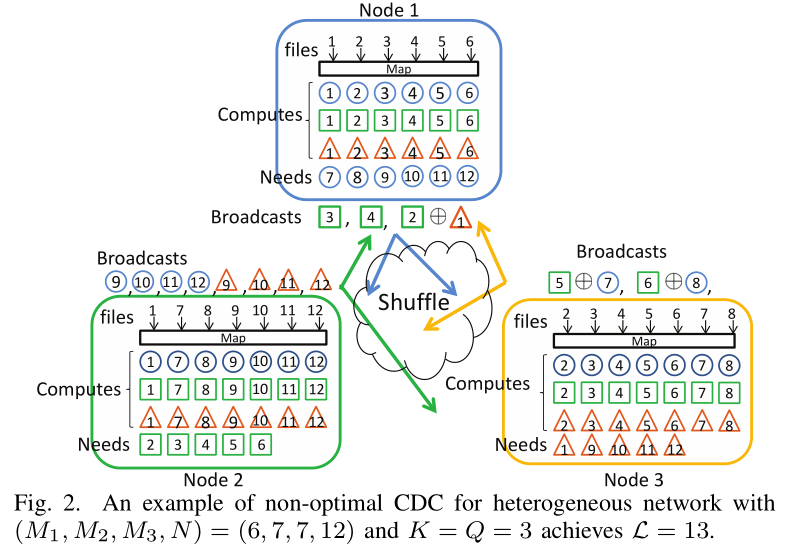 Node 1
files 1 2 3 4 5 6
Map
Computes
1 2 3 4 5 6
1 2 3 4 5 6
1 2 3 4 5 6
Needs 7 8 9 10 11 12
Broadcasts 3 , 4 , 2 ⊕ 1
Broadcasts
9 , 10 , 11 , 12 , 9 , 10 , 11 , 12
Shuffle
Broadcasts
5 ⊕ 7 , 6 ⊕ 8 ,
files 1 7 8 9 10 11 12
Map
Computes
1 7 8 9 10 11 12
1 7 8 9 10 11 12
1 7 8 9 10 11 12
Needs 2 3 4 5 6
Node 2
files 2 3 4 5 6 7 8
Map
Computes
2 3 4 5 6 7 8
2 3 4 5 6 7 8
2 3 4 5 6 7 8
Needs 1 9 10 11 12
Node 3
Fig. 2. An example of non-optimal CDC for heterogeneous network with
(M₁, M₂, M₃, N) = (6, 7, 7, 12) and K = Q = 3 achieves ℒ = 13.